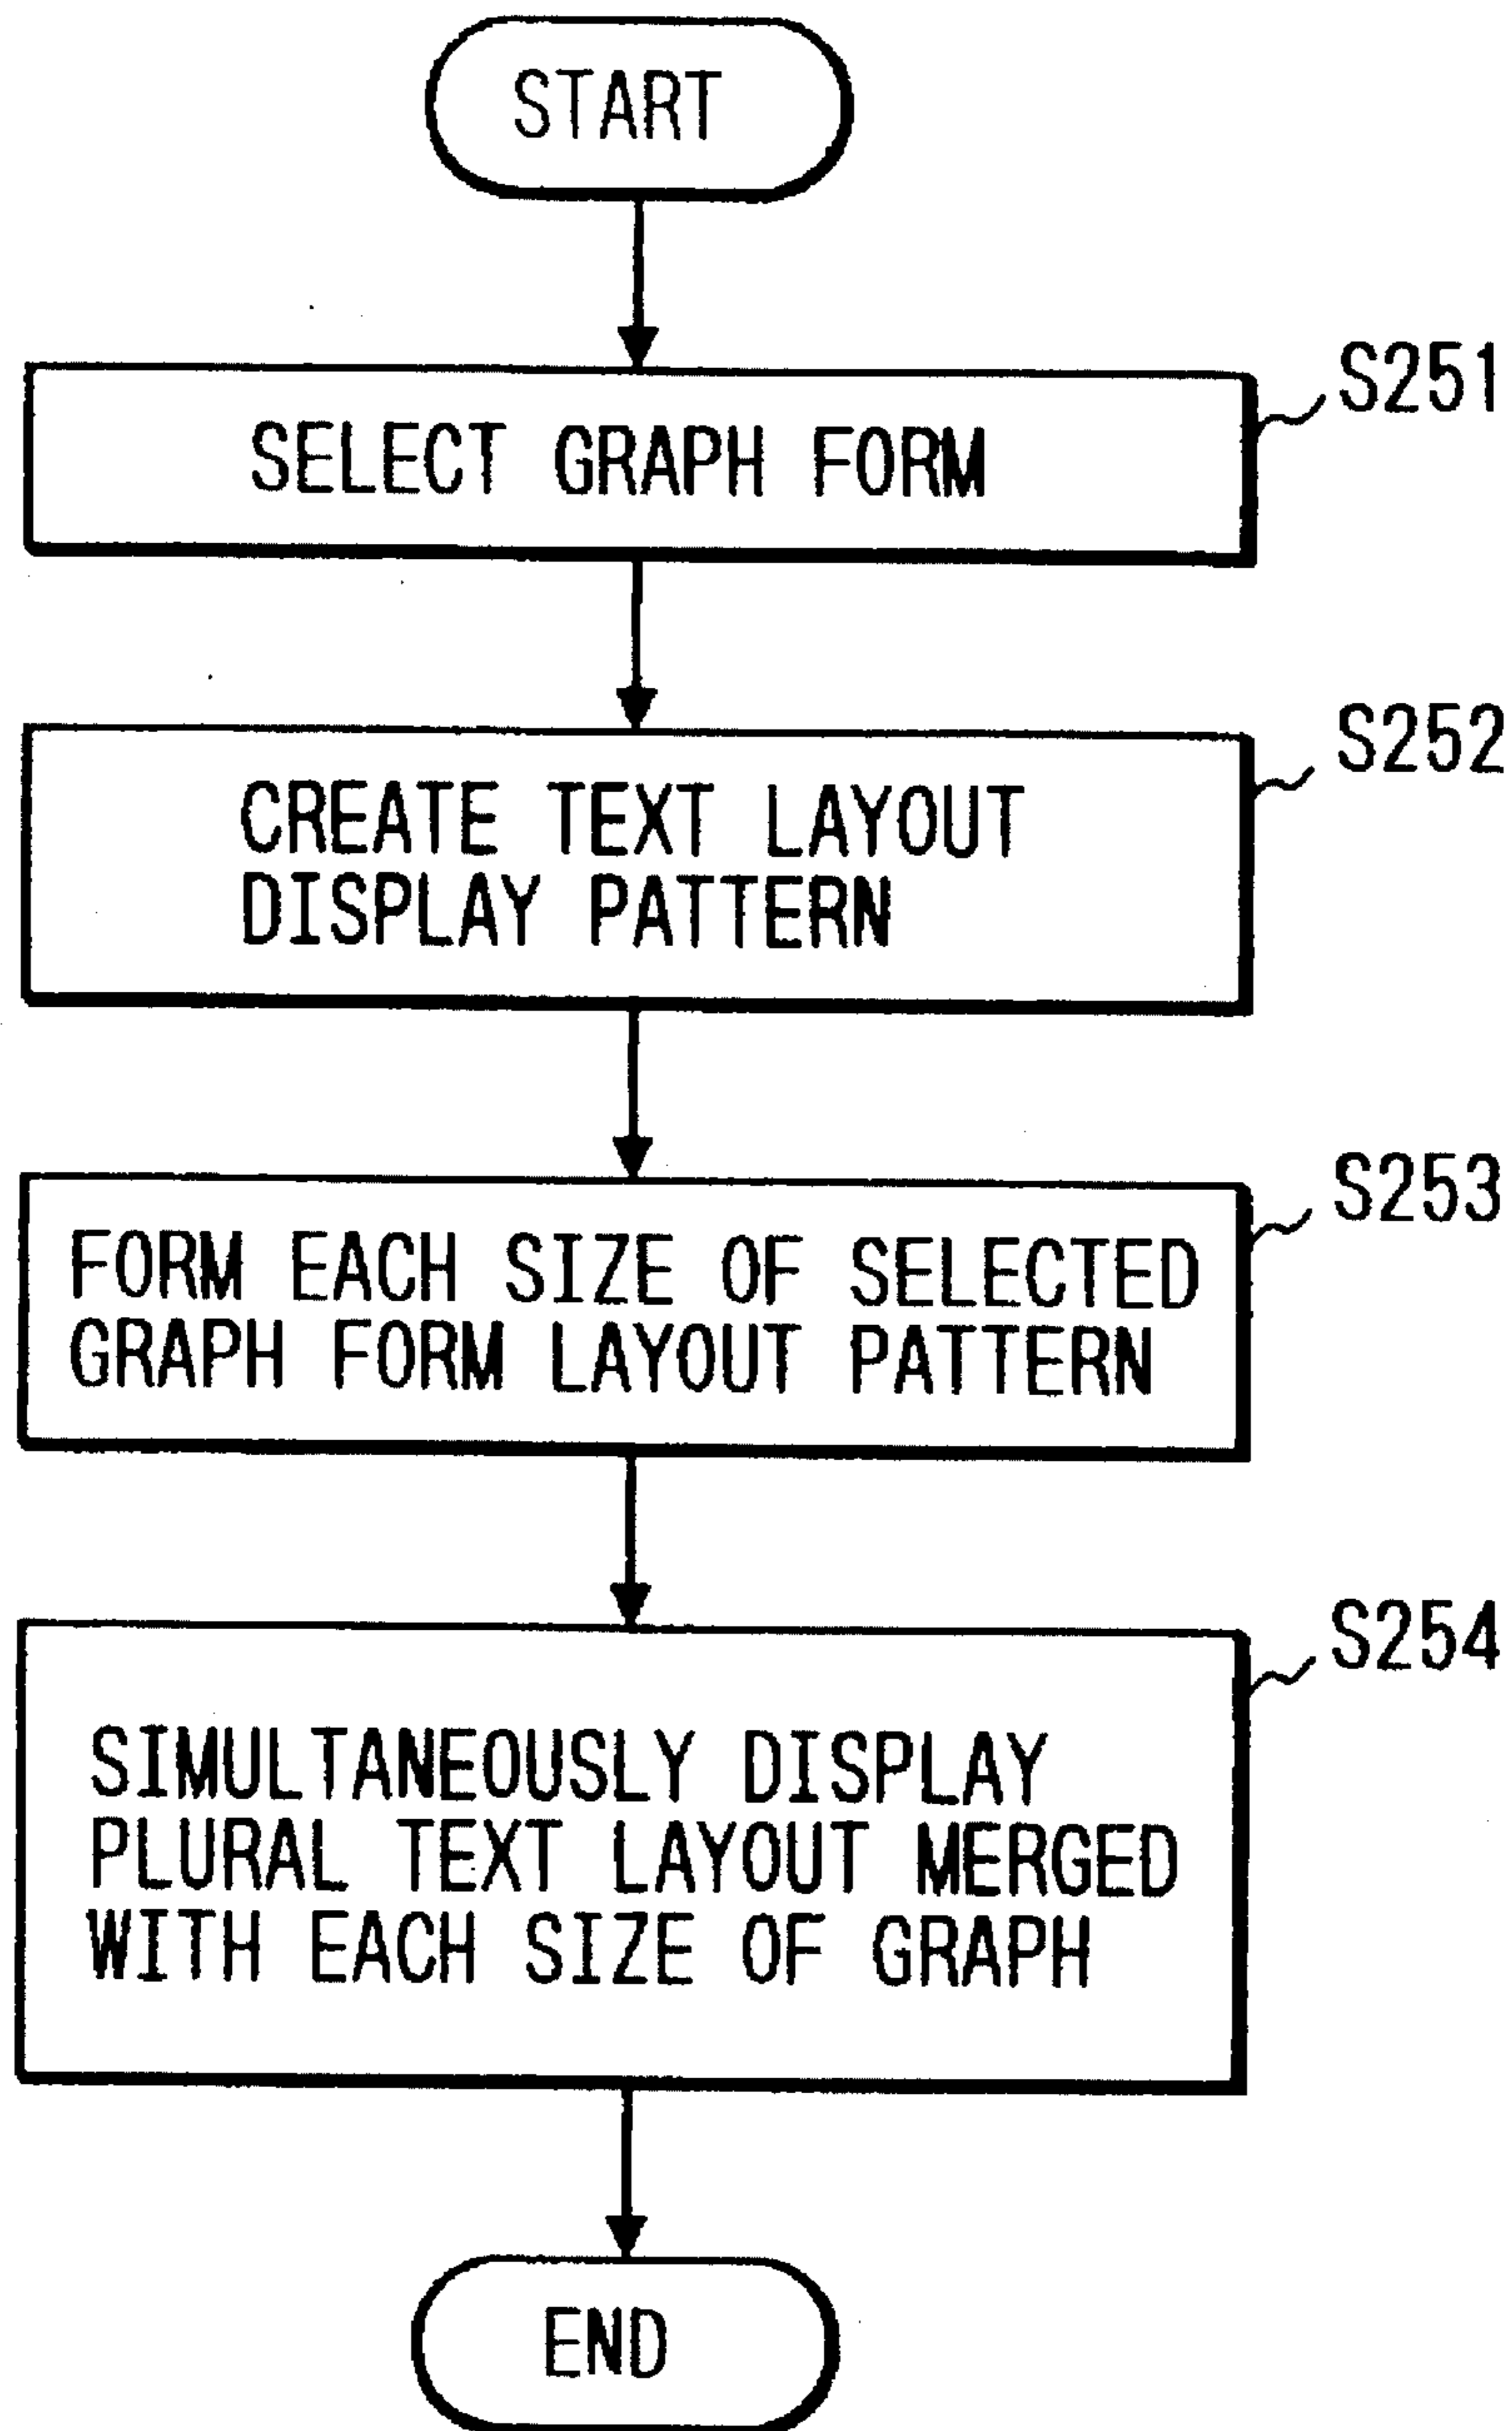 START
S251
SELECT GRAPH FORM
S252
CREATE TEXT LAYOUT
DISPLAY PATTERN
S253
FORM EACH SIZE OF SELECTED
GRAPH FORM LAYOUT PATTERN
S254
SIMULTANEOUSLY DISPLAY
PLURAL TEXT LAYOUT MERGED
WITH EACH SIZE OF GRAPH
END